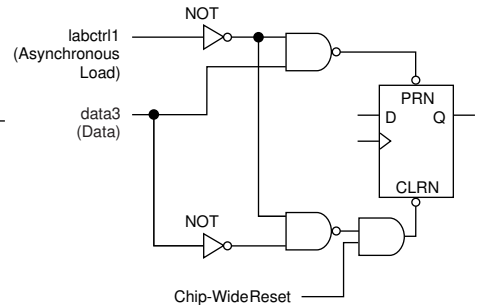 NOT
labctrl1
(Asynchronous
Load)
PRN
data3
(Data)
D Q
CLRN
NOT
Chip-WideReset